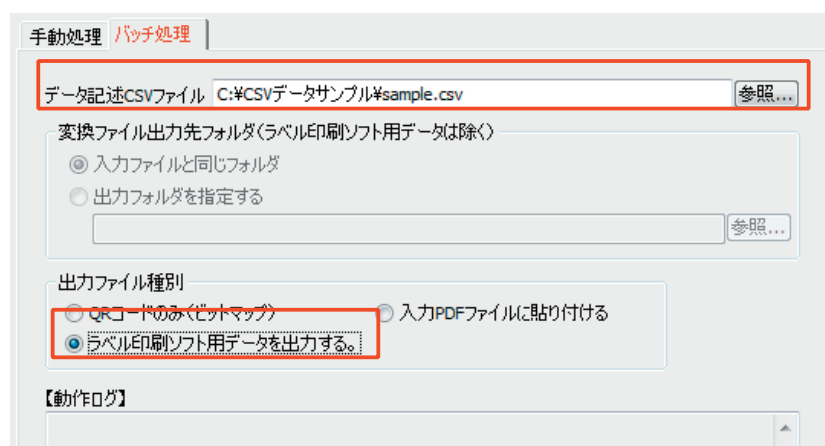 手動処理 バッチ処理
データ記述CSVファイル C:¥CSVデータサンプル¥sample.csv 参照...
変換ファイル出力先フォルダ(ラベル印刷ソフト用データは除く)
入力ファイルと同じフォルダ
出力フォルダを指定する
参照...
出力ファイル種別
QRコードのみ(ビットマップ) 入力PDFファイルに貼り付ける
ラベル印刷ソフト用データを出力する。
【動作ログ】